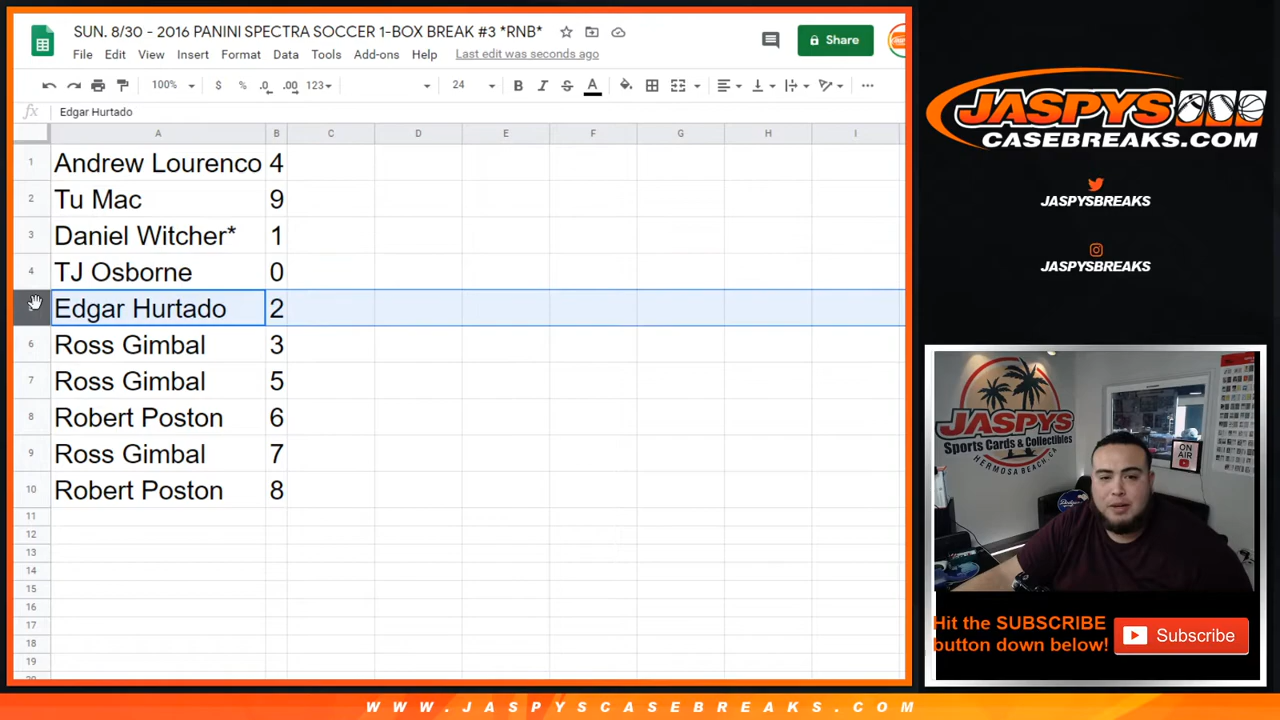 SUN. 8/30 - 2016 PANINI SPECTRA SOCCER 1-BOX BREAK #3 *RNB*
File Edit View Insert Format Data Tools Add-ons Help Last edit was seconds ago
Share
100% $ % .0 .00 123 24 B I S A
fx Edgar Hurtado
A B C D E F G H I
1 Andrew Lourenco 4
2 Tu Mac 9
3 Daniel Witcher* 1
4 TJ Osborne 0
Edgar Hurtado 2
6 Ross Gimbal 3
7 Ross Gimbal 5
8 Robert Poston 6
9 Ross Gimbal 7
10 Robert Poston 8
11
12
13
14
15
16
17
18
19
JASPYS
CASEBREAKS.COM
JASPYSBREAKS
JASPYSBREAKS
JASPYS
Sports Cards & Collectibles
HERMOSA BEACH, CA
ON AIR
Dodgers
Hit the SUBSCRIBE
button down below!
Subscribe
WWW.JASPYSCASEBREAKS.COM